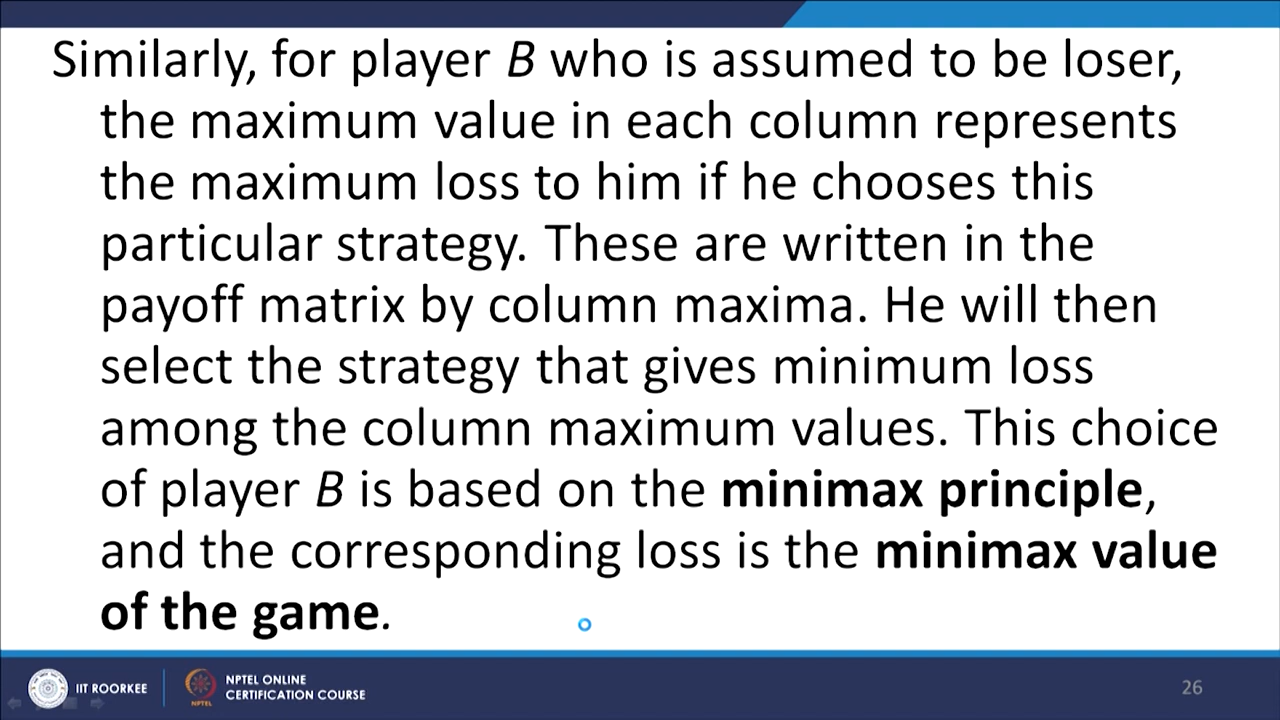 Similarly, for player B who is assumed to be loser,
the maximum value in each column represents
the maximum loss to him if he chooses this
particular strategy. These are written in the
payoff matrix by column maxima. He will then
select the strategy that gives minimum loss
among the column maximum values. This choice
of player B is based on the minimax principle,
and the corresponding loss is the minimax value
of the game.
IIT ROORKEE
NPTEL
NPTEL ONLINE
CERTIFICATION COURSE
26